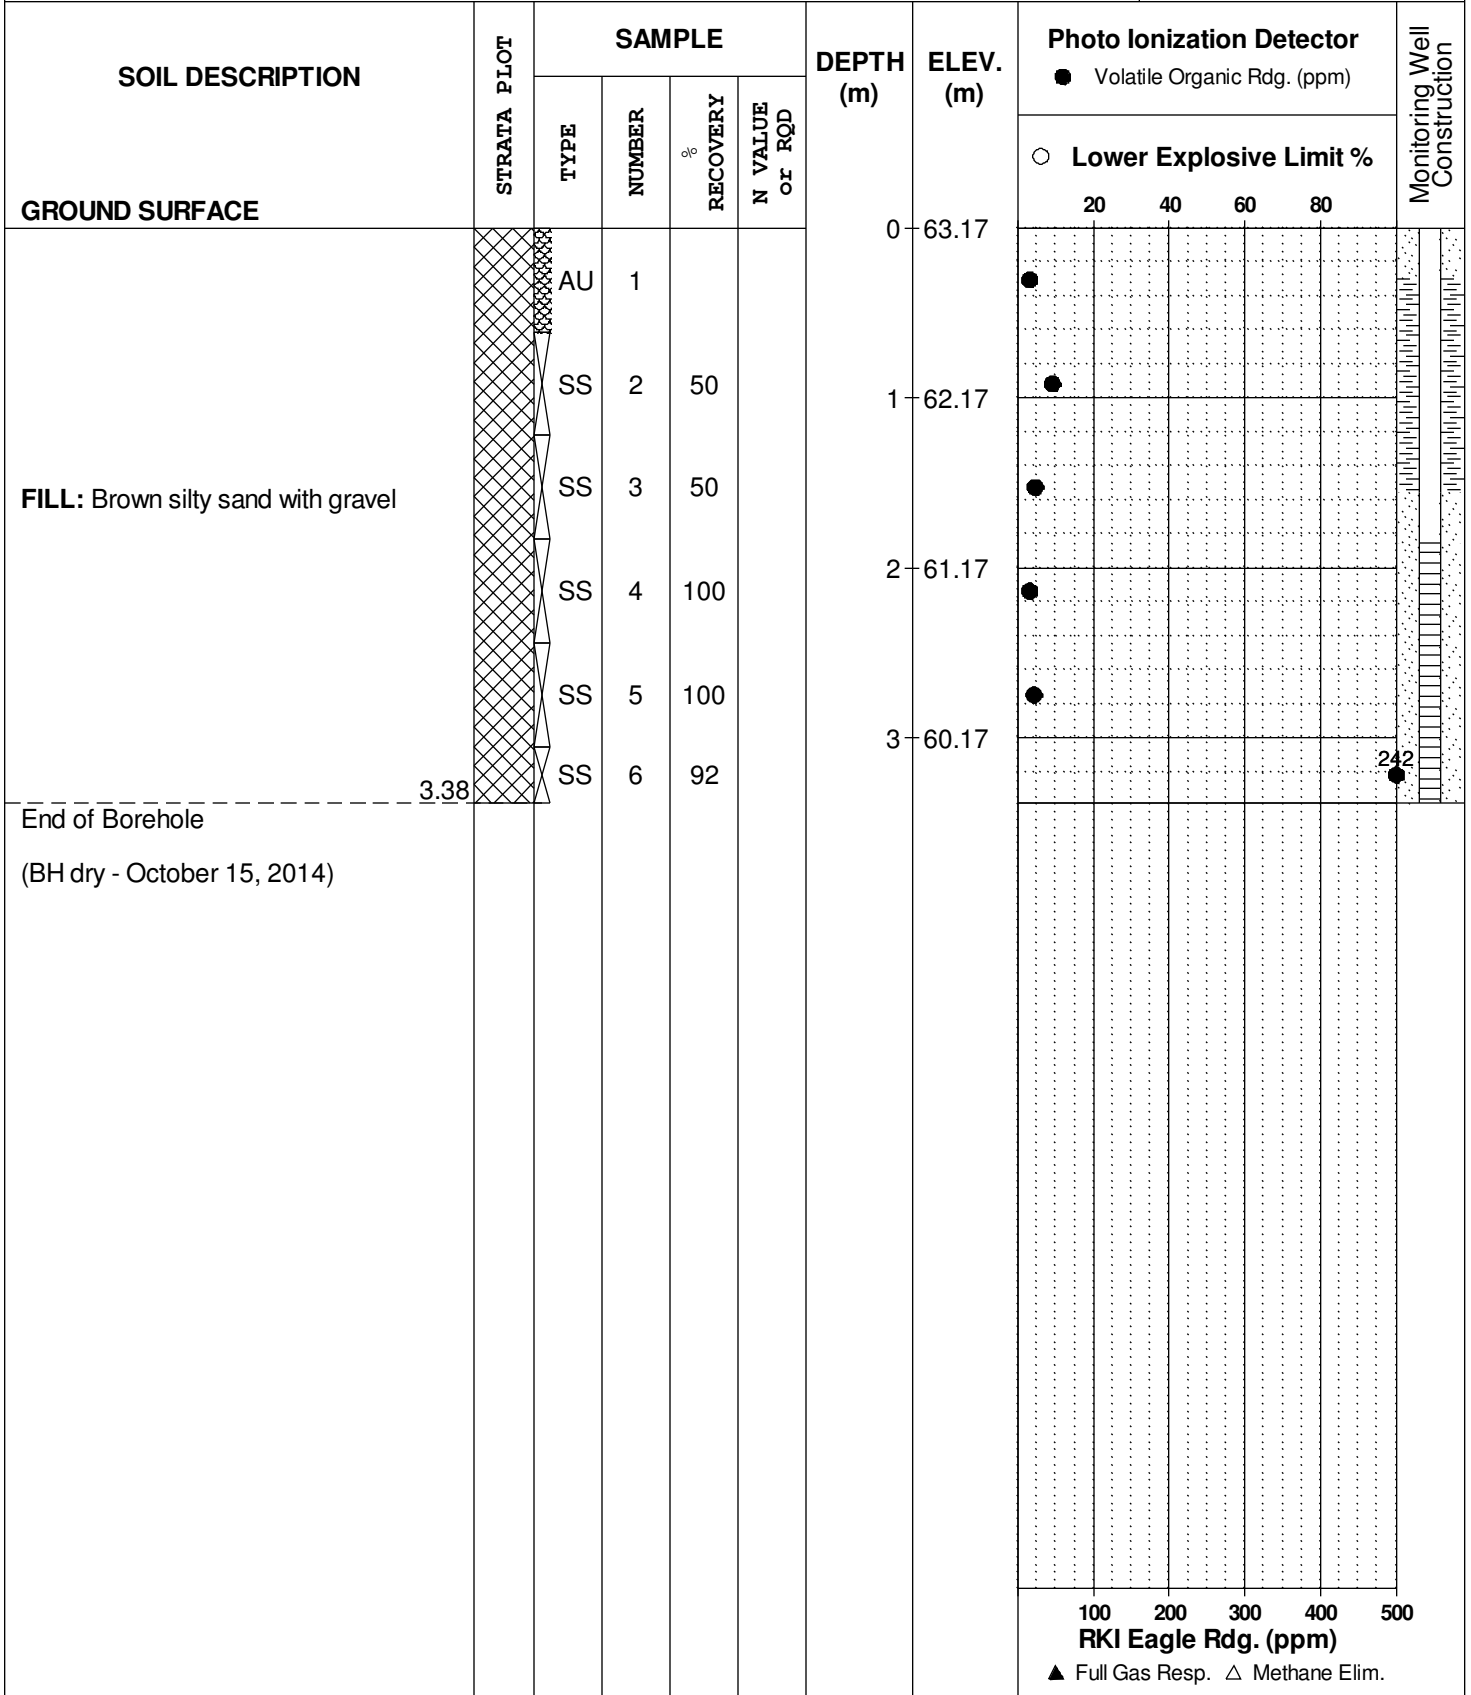 SOIL DESCRIPTION
GROUND SURFACE
STRATA PLOT
SAMPLE
TYPE
NUMBER
%
RECOVERY
N VALUE
or RQD
DEPTH
(m)
ELEV.
(m)
Photo Ionization Detector
● Volatile Organic Rdg. (ppm)
○ Lower Explosive Limit %
20 40 60 80
Monitoring Well
Construction
0 63.17
AU 1
SS 2 50
1 62.17
FILL: Brown silty sand with gravel
SS 3 50
2 61.17
SS 4 100
SS 5 100
3 60.17
242
SS 6 92
3.38
End of Borehole
(BH dry - October 15, 2014)
100 200 300 400 500
RKI Eagle Rdg. (ppm)
▲ Full Gas Resp. △ Methane Elim.